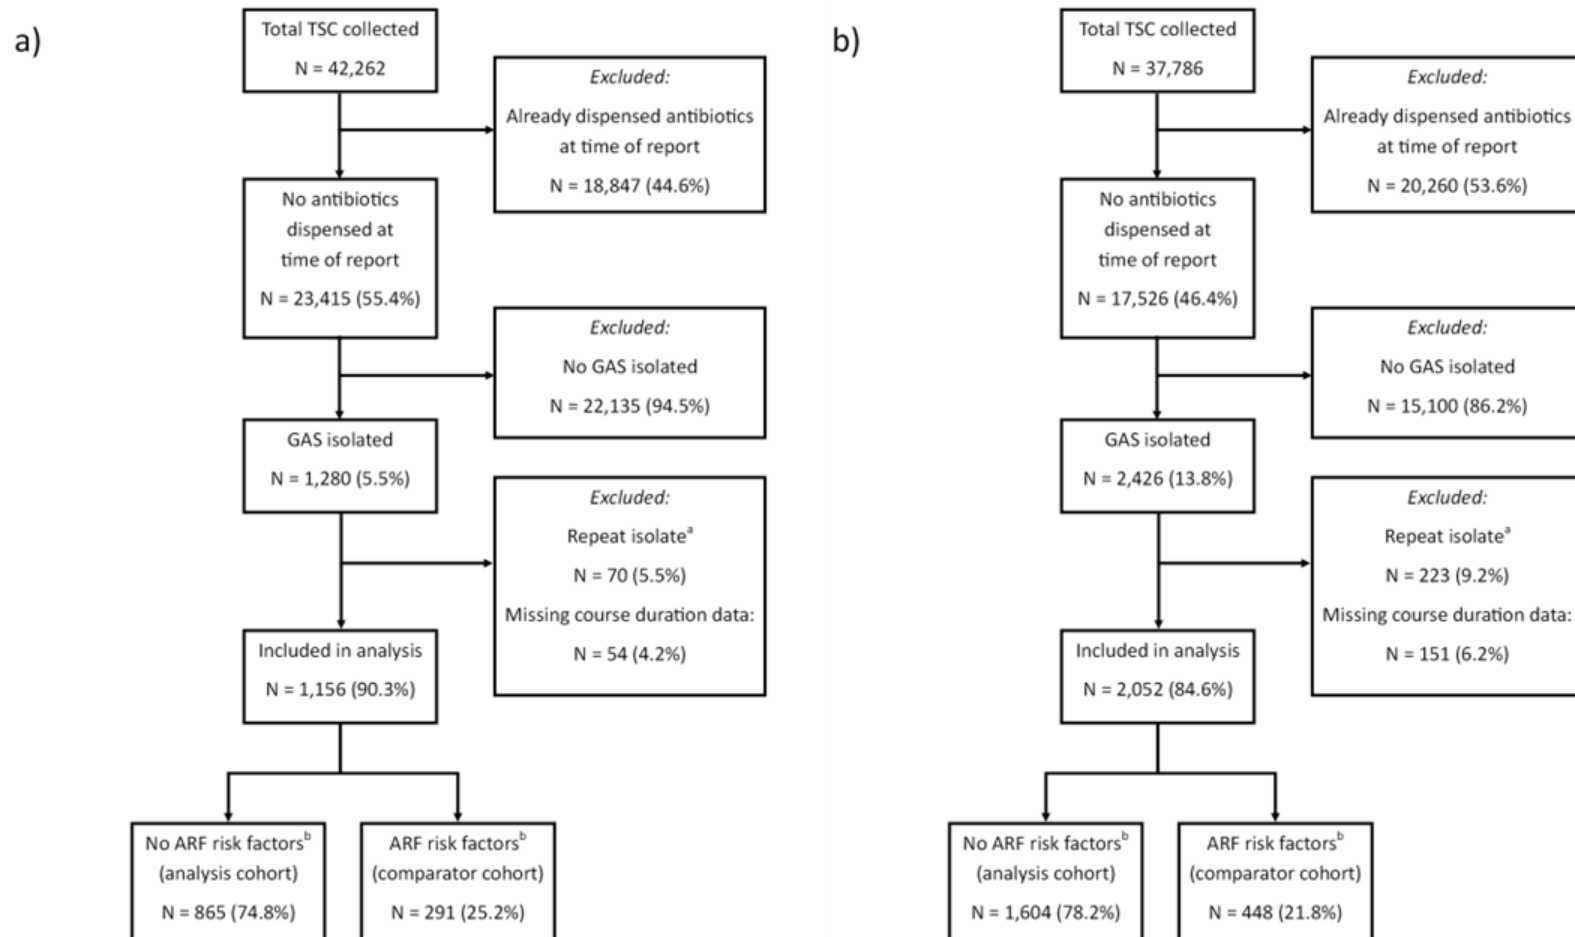 a)
Total TSC collected
N = 42,262
Excluded:
Already dispensed antibiotics
at time of report
N = 18,847 (44.6%)
No antibiotics
dispensed at
time of report
N = 23,415 (55.4%)
Excluded:
No GAS isolated
N = 22,135 (94.5%)
GAS isolated
N = 1,280 (5.5%)
Excluded:
Repeat isolateᵃ
N = 70 (5.5%)
Missing course duration data:
N = 54 (4.2%)
Included in analysis
N = 1,156 (90.3%)
No ARF risk factorsᵇ
(analysis cohort)
N = 865 (74.8%)
ARF risk factorsᵇ
(comparator cohort)
N = 291 (25.2%)
b)
Total TSC collected
N = 37,786
Excluded:
Already dispensed antibiotics
at time of report
N = 20,260 (53.6%)
No antibiotics
dispensed at
time of report
N = 17,526 (46.4%)
Excluded:
No GAS isolated
N = 15,100 (86.2%)
GAS isolated
N = 2,426 (13.8%)
Excluded:
Repeat isolateᵃ
N = 223 (9.2%)
Missing course duration data:
N = 151 (6.2%)
Included in analysis
N = 2,052 (84.6%)
No ARF risk factorsᵇ
(analysis cohort)
N = 1,604 (78.2%)
ARF risk factorsᵇ
(comparator cohort)
N = 448 (21.8%)